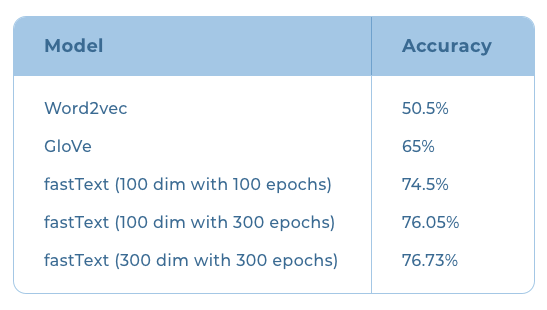 Model Accuracy
Word2vec 50.5%
GloVe 65%
fastText (100 dim with 100 epochs) 74.5%
fastText (100 dim with 300 epochs) 76.05%
fastText (300 dim with 300 epochs) 76.73%